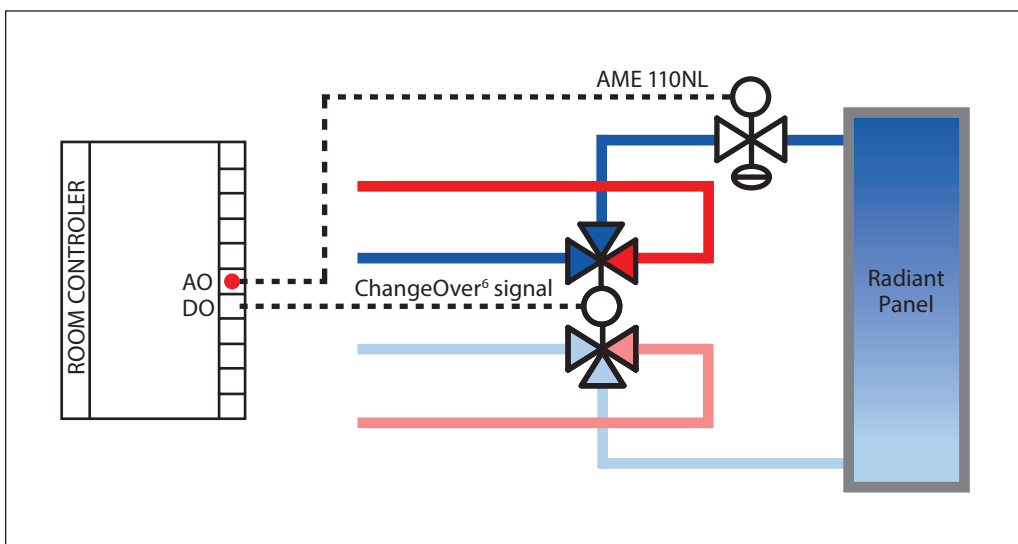 AME 110NL
ROOM CONTROLER
AO
ChangeOver⁶ signal
DO
Radiant
Panel